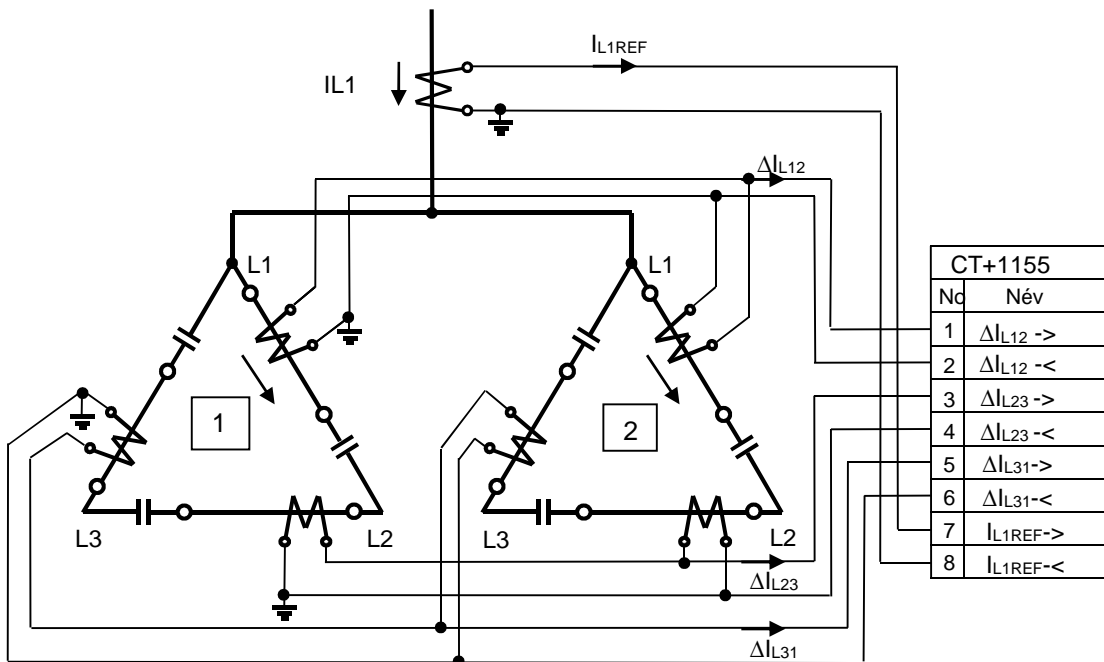 IL1REF
IL1
ΔIL12
L1
L1
1
2
L3
L2
L3
L2
ΔIL23
ΔIL31
CT+1155
No Név
1 ΔIL12 ->
2 ΔIL12 -<
3 ΔIL23 ->
4 ΔIL23 -<
5 ΔIL31->
6 ΔIL31-<
7 IL1REF->
8 IL1REF-<